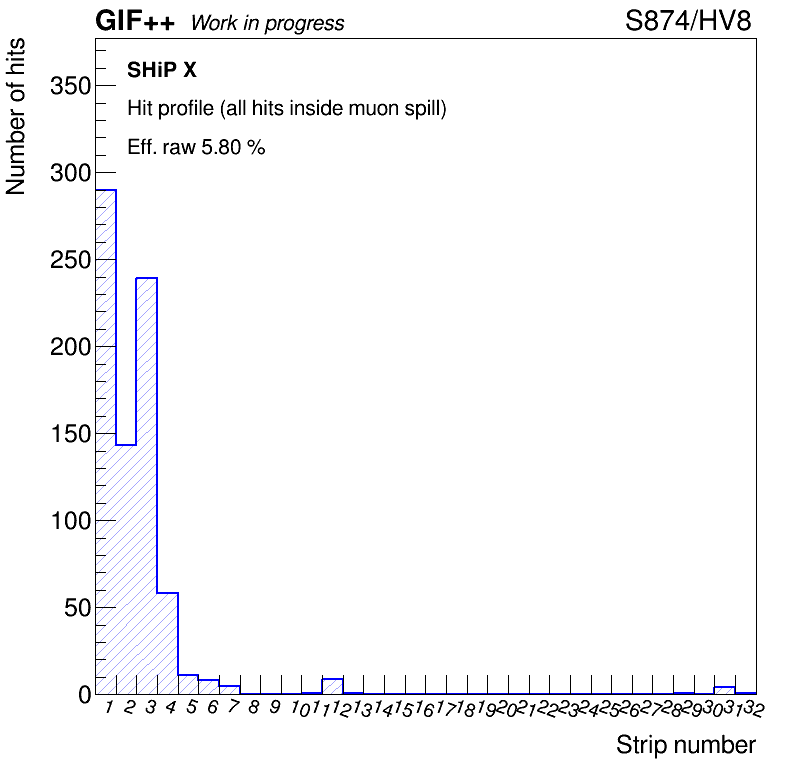 GIF++ Work in progress S874/HV8
Number of hits
SHiP X
Hit profile (all hits inside muon spill)
Eff. raw 5.80 %
350
300
250
200
150
100
50
0
1 2 3 4 5 6 7 8 9 10 11 12 13 14 15 16 17 18 19 20 21 22 23 24 25 26 27 28 29 30 31 32
Strip number